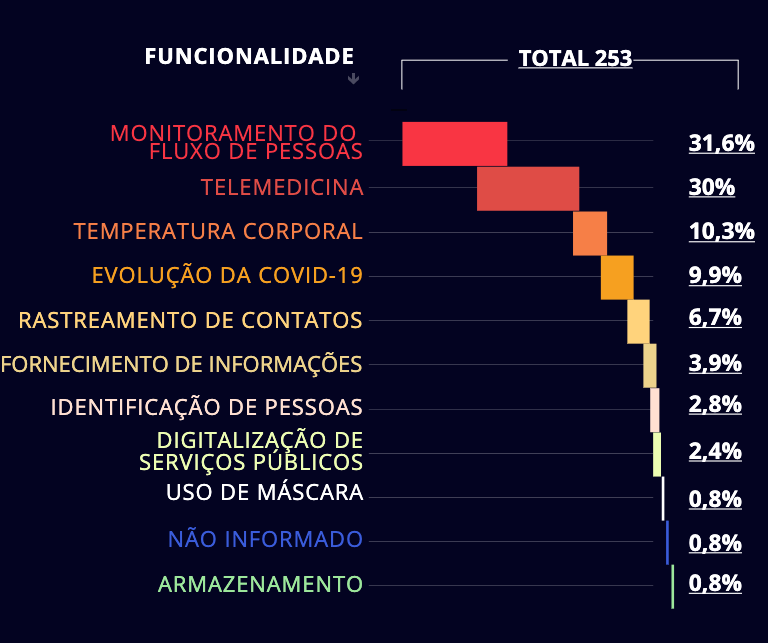 FUNCIONALIDADE
TOTAL 253
MONITORAMENTO DO
FLUXO DE PESSOAS
31,6%
TELEMEDICINA
30%
TEMPERATURA CORPORAL
10,3%
EVOLUÇÃO DA COVID-19
9,9%
RASTREAMENTO DE CONTATOS
6,7%
FORNECIMENTO DE INFORMAÇÕES
3,9%
IDENTIFICAÇÃO DE PESSOAS
2,8%
DIGITALIZAÇÃO DE
SERVIÇOS PÚBLICOS
2,4%
USO DE MÁSCARA
0,8%
NÃO INFORMADO
0,8%
ARMAZENAMENTO
0,8%